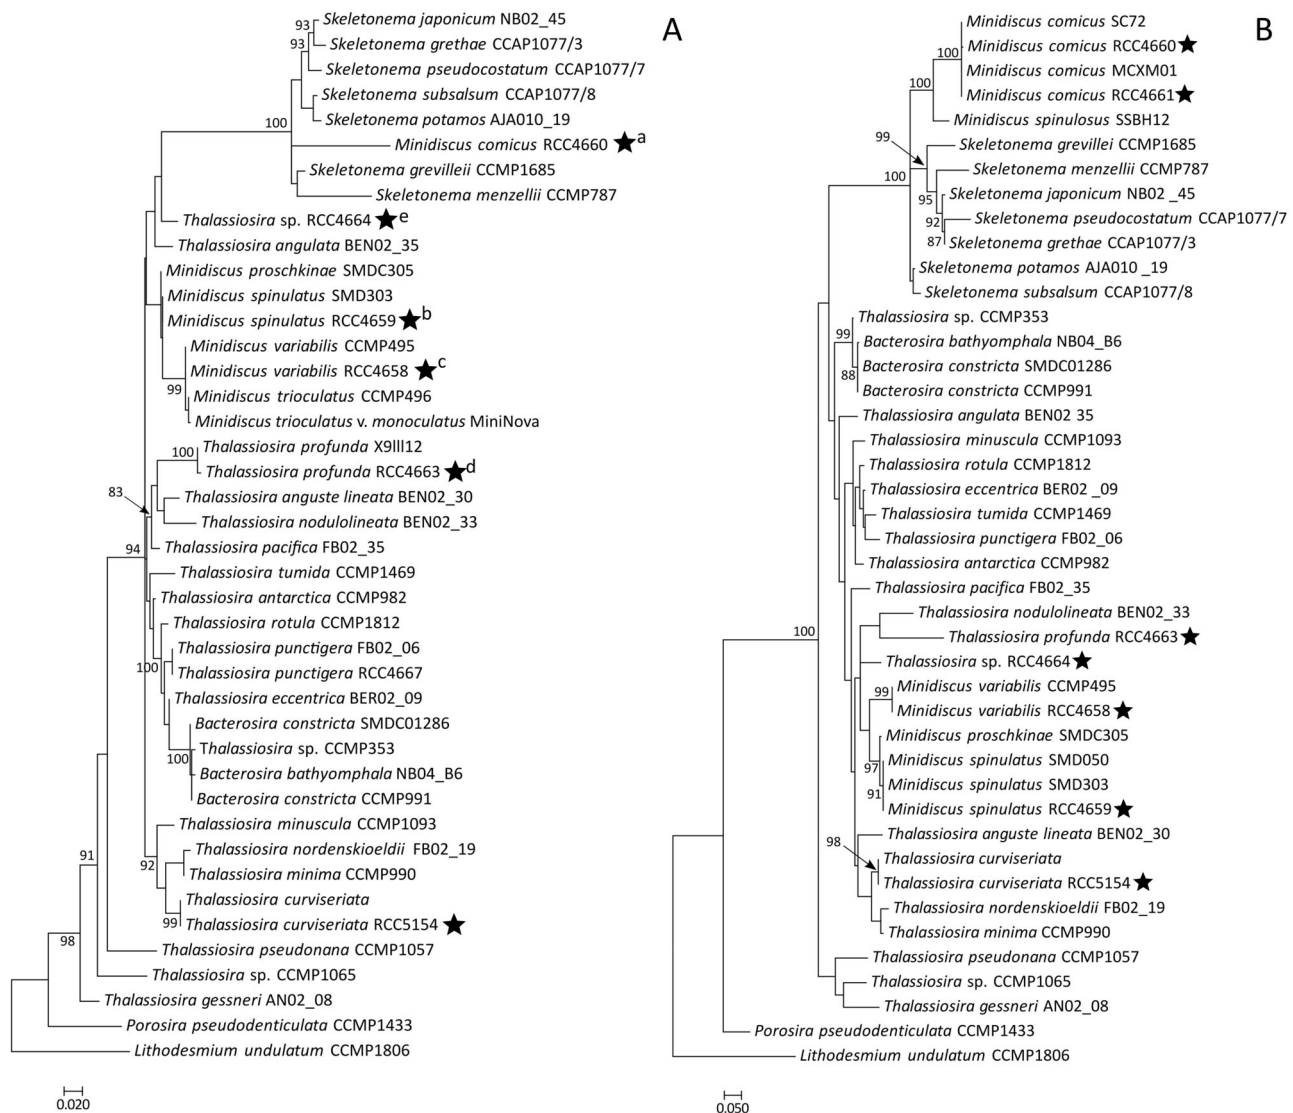 A
Skeletonema japonicum NB02_45
93
Skeletonema grethae CCAP1077/3
93
Skeletonema pseudocostatum CCAP1077/7
Skeletonema subsalsum CCAP1077/8
Skeletonema potamos AJA010_19
100
Minidiscus comicus RCC4660 ★a
Skeletonema grevilleii CCMP1685
Skeletonema menzellii CCMP787
Thalassiosira sp. RCC4664 ★e
Thalassiosira angulata BEN02_35
Minidiscus proschkinae SMDC305
Minidiscus spinulatus SMD303
Minidiscus spinulatus RCC4659 ★b
Minidiscus variabilis CCMP495
Minidiscus variabilis RCC4658 ★c
99
Minidiscus trioculatus CCMP496
Minidiscus trioculatus v. monoculatus MiniNova
Thalassiosira profunda X9lll12
100
Thalassiosira profunda RCC4663 ★d
83
Thalassiosira anguste lineata BEN02_30
Thalassiosira nodulolineata BEN02_33
94
Thalassiosira pacifica FB02_35
Thalassiosira tumida CCMP1469
Thalassiosira antarctica CCMP982
Thalassiosira rotula CCMP1812
Thalassiosira punctigera FB02_06
100
Thalassiosira punctigera RCC4667
Thalassiosira eccentrica BER02_09
Bacterosira constricta SMDC01286
Thalassiosira sp. CCMP353
100
Bacterosira bathyomphala NB04_B6
Bacterosira constricta CCMP991
Thalassiosira minuscula CCMP1093
91
Thalassiosira nordenskioeldii FB02_19
92
Thalassiosira minima CCMP990
Thalassiosira curviseriata
99
Thalassiosira curviseriata RCC5154 ★
98
Thalassiosira pseudonana CCMP1057
Thalassiosira sp. CCMP1065
Thalassiosira gessneri AN02_08
Porosira pseudodenticulata CCMP1433
Lithodesmium undulatum CCMP1806
0.020
B
Minidiscus comicus SC72
100
Minidiscus comicus RCC4660 ★
Minidiscus comicus MCXM01
100
Minidiscus comicus RCC4661 ★
Minidiscus spinulosus SSBH12
99
Skeletonema grevillei CCMP1685
Skeletonema menzellii CCMP787
100
95
Skeletonema japonicum NB02 _45
92
Skeletonema pseudocostatum CCAP1077/7
87
Skeletonema grethae CCAP1077/3
Skeletonema potamos AJA010 _19
Skeletonema subsalsum CCAP1077/8
Thalassiosira sp. CCMP353
99
Bacterosira bathyomphala NB04_B6
Bacterosira constricta SMDC01286
88
Bacterosira constricta CCMP991
Thalassiosira angulata BEN02 35
Thalassiosira minuscula CCMP1093
Thalassiosira rotula CCMP1812
Thalassiosira eccentrica BER02 _09
Thalassiosira tumida CCMP1469
Thalassiosira punctigera FB02_06
Thalassiosira antarctica CCMP982
Thalassiosira pacifica FB02_35
Thalassiosira nodulolineata BEN02_33
100
Thalassiosira profunda RCC4663 ★
Thalassiosira sp. RCC4664 ★
Minidiscus variabilis CCMP495
99
Minidiscus variabilis RCC4658 ★
Minidiscus proschkinae SMDC305
Minidiscus spinulatus SMD050
97
Minidiscus spinulatus SMD303
91
Minidiscus spinulatus RCC4659 ★
Thalassiosira anguste lineata BEN02_30
98
Thalassiosira curviseriata
Thalassiosira curviseriata RCC5154 ★
Thalassiosira nordenskioeldii FB02_19
Thalassiosira minima CCMP990
Thalassiosira pseudonana CCMP1057
Thalassiosira sp. CCMP1065
Thalassiosira gessneri AN02_08
Porosira pseudodenticulata CCMP1433
Lithodesmium undulatum CCMP1806
0.050